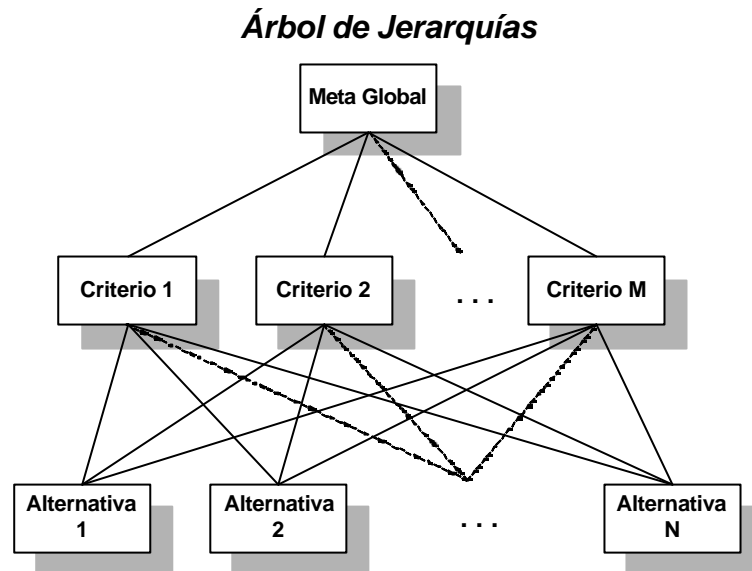 Árbol de Jerarquías
Meta Global
Criterio 1
Criterio 2
. . .
Criterio M
Alternativa
1
Alternativa
2
. . .
Alternativa
N